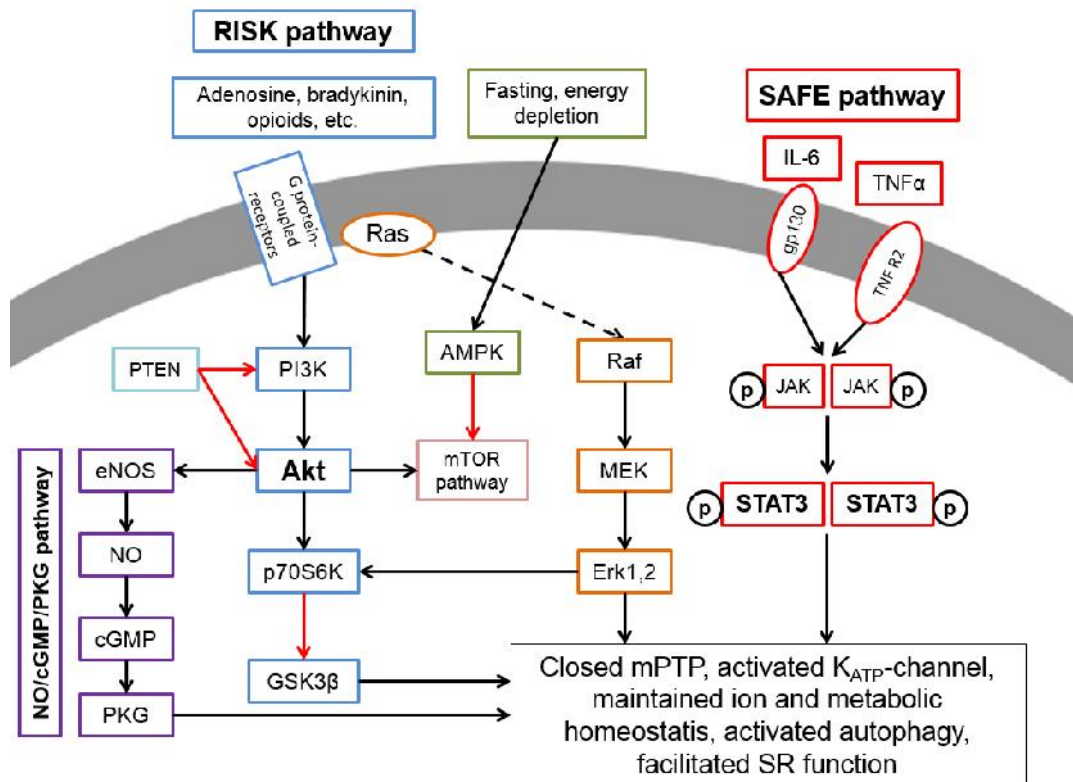 RISK pathway
Adenosine, bradykinin,
opioids, etc.
Fasting, energy
depletion
SAFE pathway
IL-6
TNFα
G protein-
coupled
receptors
Ras
gp130
TNFR2
PTEN
PI3K
AMPK
Raf
p
JAK
JAK
p
eNOS
Akt
mTOR
pathway
MEK
p
STAT3
STAT3
p
NO/cGMP/PKG pathway
NO
p70S6K
Erk1,2
cGMP
GSK3β
PKG
Closed mPTP, activated KATP-channel,
maintained ion and metabolic
homeostatis, activated autophagy,
facilitated SR function